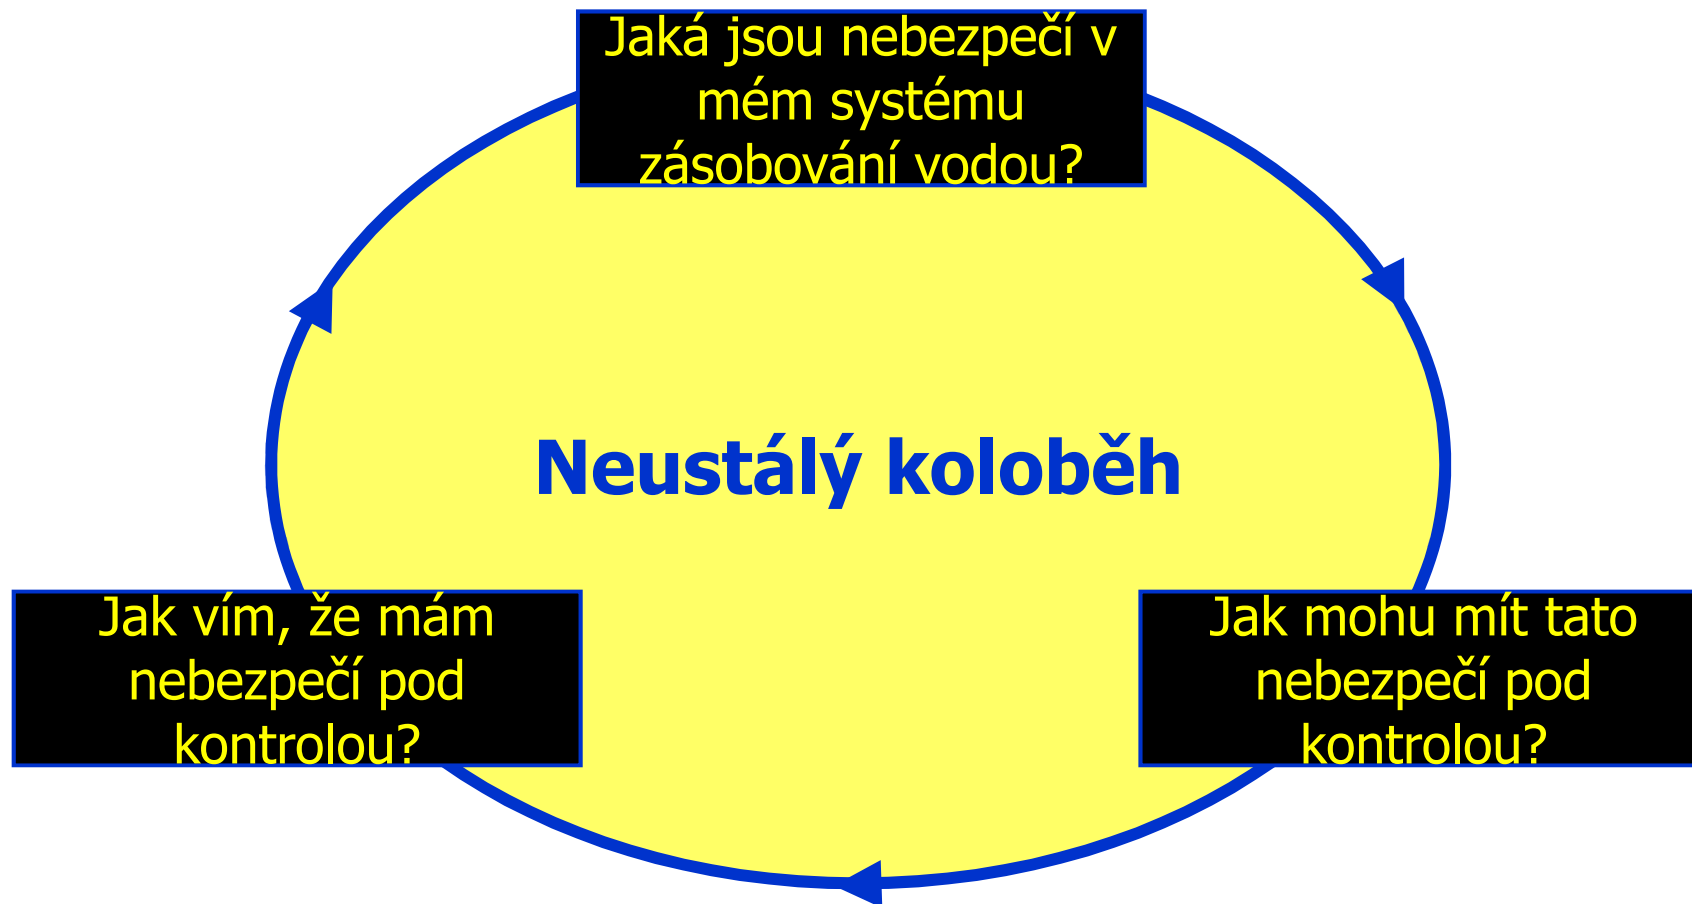 Jaká jsou nebezpečí v
mém systému
zásobování vodou?
Neustálý koloběh
Jak vím, že mám
nebezpečí pod
kontrolou?
Jak mohu mít tato
nebezpečí pod
kontrolou?